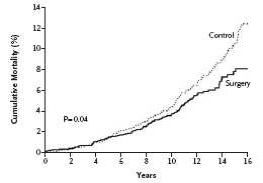 14
12
10
8
6
4
2
0
Cumulative Mortality (%)
Control
Surgery
P=0.04
0 2 4 6 8 10 12 14 16
Years